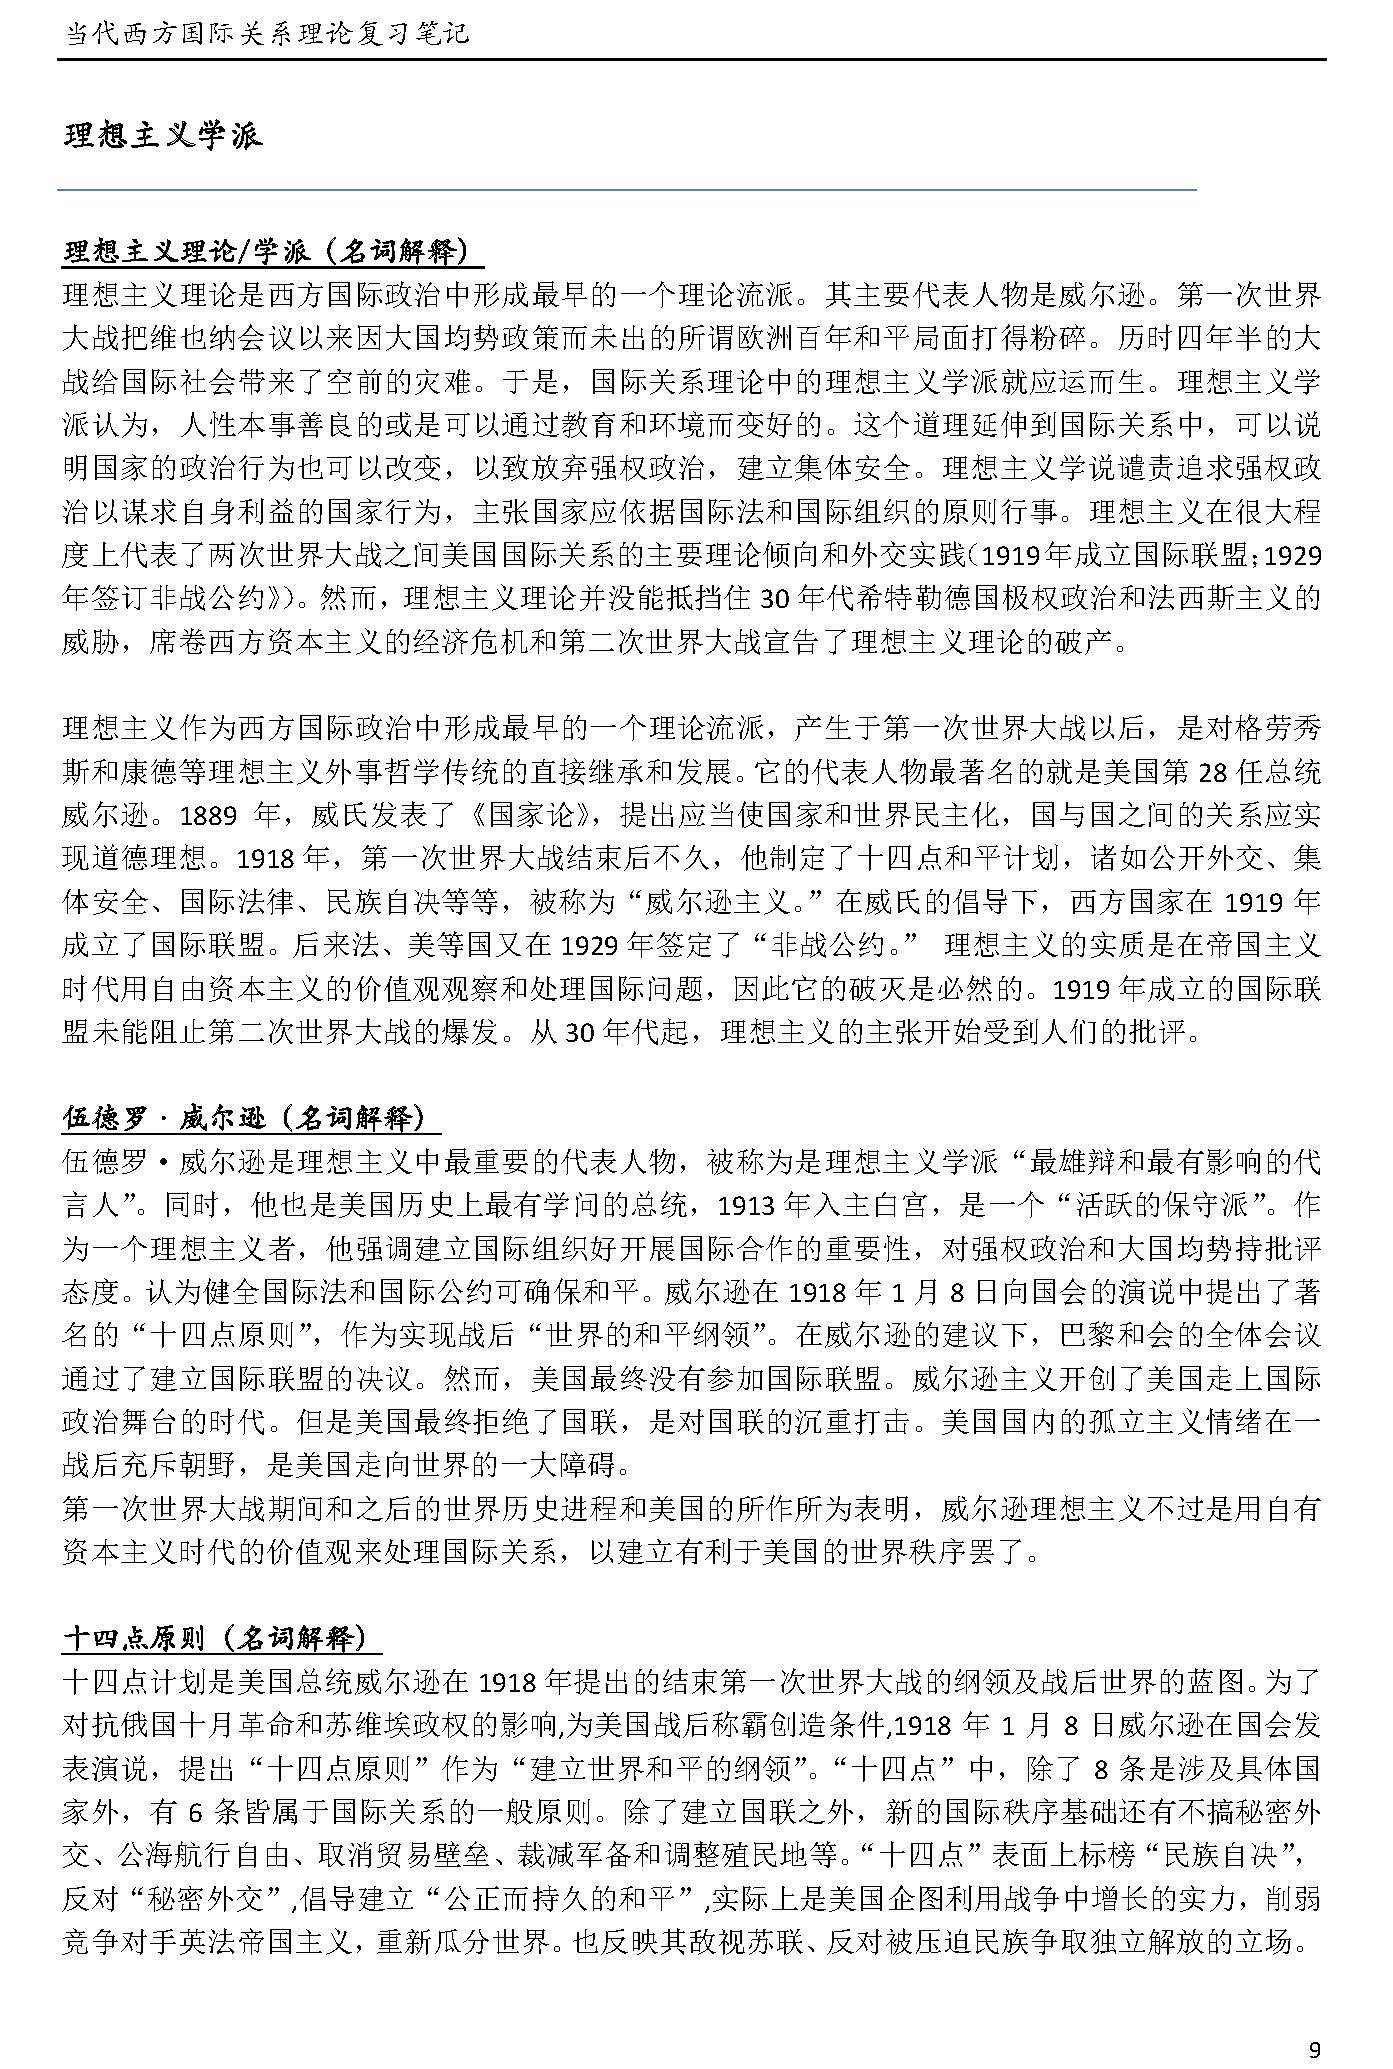 当代西方国际关系理论复习笔记
理想主义学派
理想主义理论/学派（名词解释）
理想主义理论是西方国际政治中形成最早的一个理论流派。其主要代表人物是威尔逊。第一次世界
大战把维也纳会议以来因大国均势政策而未出的所谓欧洲百年和平局面打得粉碎。历时四年半的大
战给国际社会带来了空前的灾难。于是，国际关系理论中的理想主义学派就应运而生。理想主义学
派认为，人性本事善良的或是可以通过教育和环境而变好的。这个道理延伸到国际关系中，可以说
明国家的政治行为也可以改变，以致放弃强权政治，建立集体安全。理想主义学说谴责追求强权政
治以谋求自身利益的国家行为，主张国家应依据国际法和国际组织的原则行事。理想主义在很大程
度上代表了两次世界大战之间美国国际关系的主要理论倾向和外交实践（1919年成立国际联盟；1929
年签订非战公约》）。然而，理想主义理论并没能抵挡住 30 年代希特勒德国极权政治和法西斯主义的
威胁，席卷西方资本主义的经济危机和第二次世界大战宣告了理想主义理论的破产。
理想主义作为西方国际政治中形成最早的一个理论流派，产生于第一次世界大战以后，是对格劳秀
斯和康德等理想主义外事哲学传统的直接继承和发展。它的代表人物最著名的就是美国第 28 任总统
威尔逊。1889 年，威氏发表了《国家论》，提出应当使国家和世界民主化，国与国之间的关系应实
现道德理想。1918 年，第一次世界大战结束后不久，他制定了十四点和平计划，诸如公开外交、集
体安全、国际法律、民族自决等等，被称为“威尔逊主义。”在威氏的倡导下，西方国家在 1919 年
成立了国际联盟。后来法、美等国又在 1929 年签定了“非战公约。” 理想主义的实质是在帝国主义
时代用自由资本主义的价值观观察和处理国际问题，因此它的破灭是必然的。1919 年成立的国际联
盟未能阻止第二次世界大战的爆发。从 30 年代起，理想主义的主张开始受到人们的批评。
伍德罗·威尔逊（名词解释）
伍德罗•威尔逊是理想主义中最重要的代表人物，被称为是理想主义学派“最雄辩和最有影响的代
言人”。同时，他也是美国历史上最有学问的总统，1913 年入主白宫，是一个“活跃的保守派”。作
为一个理想主义者，他强调建立国际组织好开展国际合作的重要性，对强权政治和大国均势持批评
态度。认为健全国际法和国际公约可确保和平。威尔逊在 1918 年 1 月 8 日向国会的演说中提出了著
名的“十四点原则”，作为实现战后“世界的和平纲领”。在威尔逊的建议下，巴黎和会的全体会议
通过了建立国际联盟的决议。然而，美国最终没有参加国际联盟。威尔逊主义开创了美国走上国际
政治舞台的时代。但是美国最终拒绝了国联，是对国联的沉重打击。美国国内的孤立主义情绪在一
战后充斥朝野，是美国走向世界的一大障碍。
第一次世界大战期间和之后的世界历史进程和美国的所作所为表明，威尔逊理想主义不过是用自有
资本主义时代的价值观来处理国际关系，以建立有利于美国的世界秩序罢了。
十四点原则（名词解释）
十四点计划是美国总统威尔逊在 1918 年提出的结束第一次世界大战的纲领及战后世界的蓝图。为了
对抗俄国十月革命和苏维埃政权的影响,为美国战后称霸创造条件,1918 年 1 月 8 日威尔逊在国会发
表演说，提出“十四点原则”作为“建立世界和平的纲领”。“十四点”中，除了 8 条是涉及具体国
家外，有 6 条皆属于国际关系的一般原则。除了建立国联之外，新的国际秩序基础还有不搞秘密外
交、公海航行自由、取消贸易壁垒、裁减军备和调整殖民地等。“十四点”表面上标榜“民族自决”，
反对“秘密外交”,倡导建立“公正而持久的和平”,实际上是美国企图利用战争中增长的实力，削弱
竞争对手英法帝国主义，重新瓜分世界。也反映其敌视苏联、反对被压迫民族争取独立解放的立场。
9